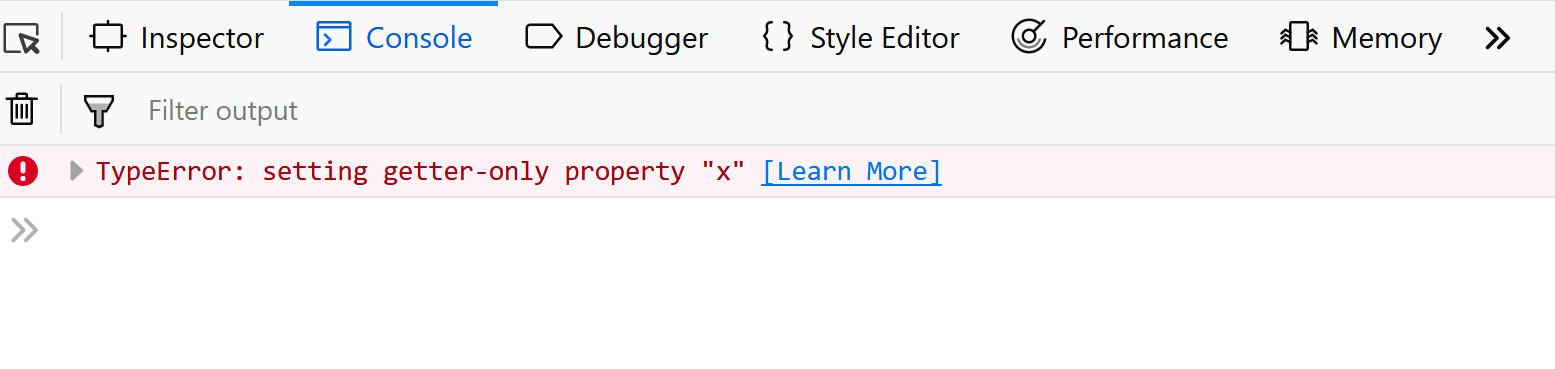 Inspector Console Debugger {} Style Editor Performance Memory
Filter output
TypeError: setting getter-only property "x" [Learn More]